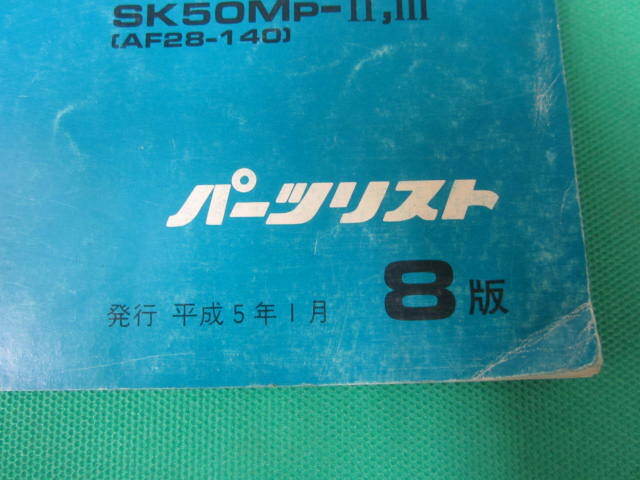 SK50MP-II,III
(AF28-140)
パーツリスト
発行 平成5年1月 8版